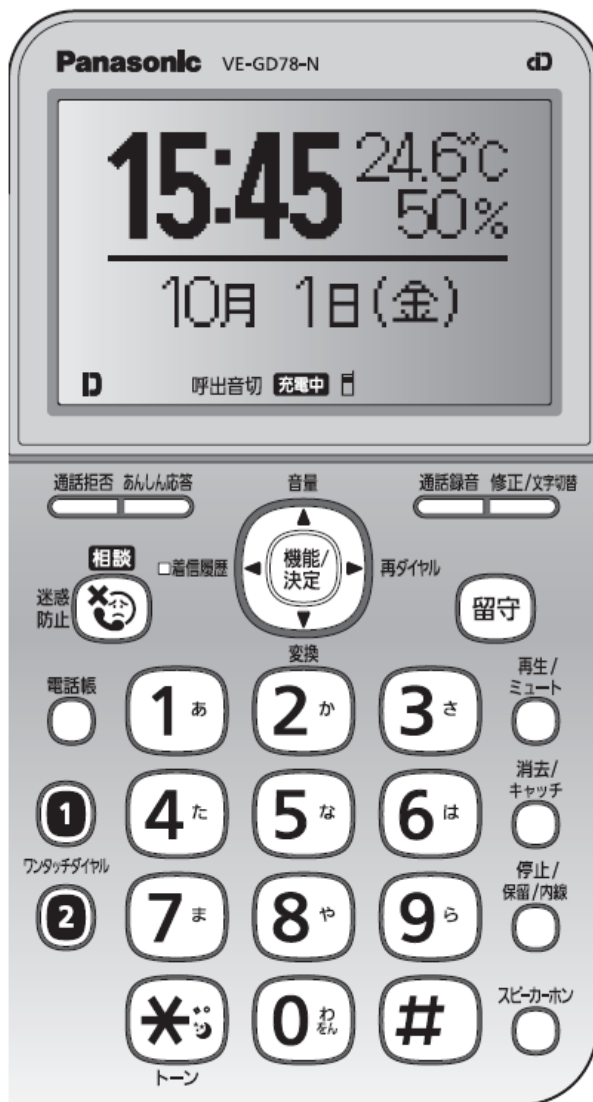 Panasonic VE-GD78-N
15:45 24.6℃
50%
10月 1日(金)
呼出音切 充電中
通話拒否 あんしん応答
音量
通話録音 修正/文字切替
相談
迷惑
防止
□着信履歴
機能/
決定
再ダイヤル
留守
変換
電話帳
1 あ
2 か
3 さ
再生/
ミュート
1
4 た
5 な
6 は
消去/
キャッチ
ワンタッチダイヤル
2
7 ま
8 や
9 ら
停止/
保留/内線
*゛゜
0 わをん
#
スピーカーホン
トーン